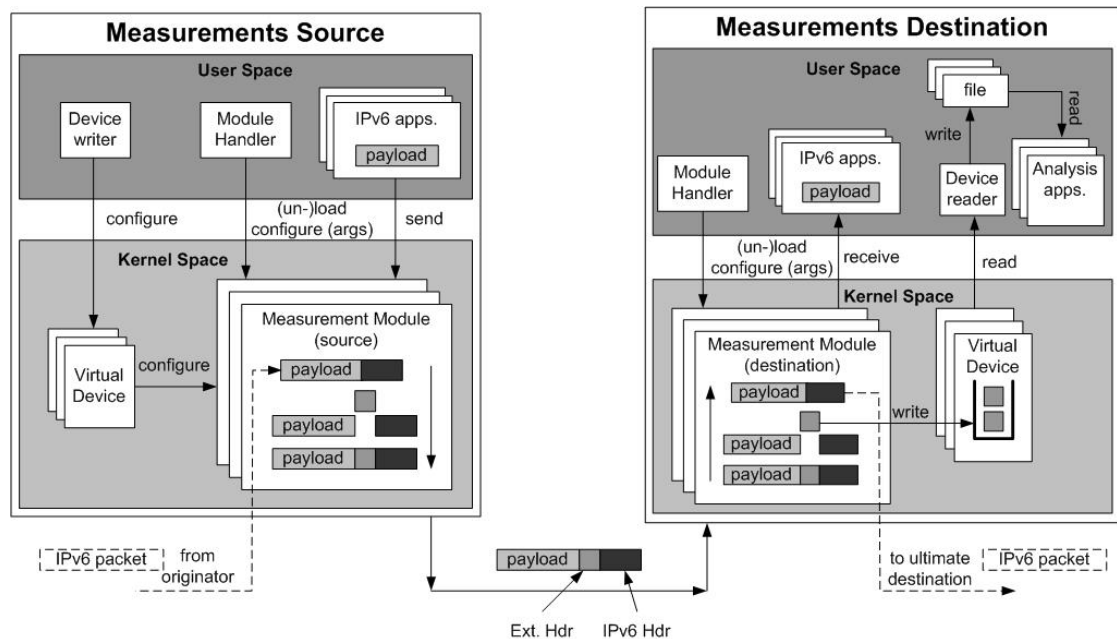 Measurements Source
User Space
Device
writer
Module
Handler
IPv6 apps.
payload
configure
(un-)load
configure (args)
send
Kernel Space
Virtual
Device
configure
Measurement Module
(source)
payload
payload
payload
IPv6 packet
from
originator
payload
Ext. Hdr
IPv6 Hdr
Measurements Destination
User Space
file
read
write
Module
Handler
IPv6 apps.
payload
Device
reader
Analysis
apps.
(un-)load
configure (args)
receive
read
Kernel Space
Measurement Module
(destination)
payload
payload
payload
write
Virtual
Device
to ultimate
destination
IPv6 packet